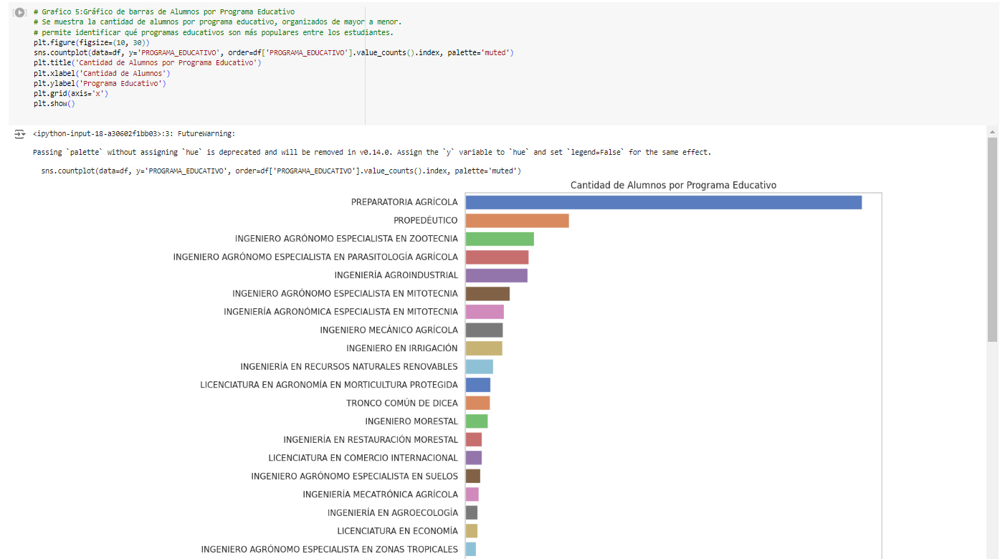 # Grafico 5:Gráfico de barras de Alumnos por Programa Educativo
# Se muestra la cantidad de alumnos por programa educativo, organizados de mayor a menor.
# permite identificar qué programas educativos son más populares entre los estudiantes.
plt.figure(figsize=(10, 30))
sns.countplot(data=df, y='PROGRAMA_EDUCATIVO', order=df['PROGRAMA_EDUCATIVO'].value_counts().index, palette='muted')
plt.title('Cantidad de Alumnos por Programa Educativo')
plt.xlabel('Cantidad de Alumnos')
plt.ylabel('Programa Educativo')
plt.grid(axis='x')
plt.show()
<ipython-input-18-a30602f1bb03>:3: FutureWarning:
Passing `palette` without assigning `hue` is deprecated and will be removed in v0.14.0. Assign the `y` variable to `hue` and set `legend=False` for the same effect.
sns.countplot(data=df, y='PROGRAMA_EDUCATIVO', order=df['PROGRAMA_EDUCATIVO'].value_counts().index, palette='muted')
Cantidad de Alumnos por Programa Educativo
PREPARATORIA AGRÍCOLA
PROPEDÉUTICO
INGENIERO AGRÓNOMO ESPECIALISTA EN ZOOTECNIA
INGENIERO AGRÓNOMO ESPECIALISTA EN PARASITOLOGÍA AGRÍCOLA
INGENIERÍA AGROINDUSTRIAL
INGENIERO AGRÓNOMO ESPECIALISTA EN MITOTECNIA
INGENIERÍA AGRONÓMICA ESPECIALISTA EN MITOTECNIA
INGENIERO MECÁNICO AGRÍCOLA
INGENIERO EN IRRIGACIÓN
INGENIERÍA EN RECURSOS NATURALES RENOVABLES
LICENCIATURA EN AGRONOMÍA EN MORTICULTURA PROTEGIDA
TRONCO COMÚN DE DICEA
INGENIERO MORESTAL
INGENIERÍA EN RESTAURACIÓN MORESTAL
LICENCIATURA EN COMERCIO INTERNACIONAL
INGENIERO AGRÓNOMO ESPECIALISTA EN SUELOS
INGENIERÍA MECATRÓNICA AGRÍCOLA
INGENIERÍA EN AGROECOLOGÍA
LICENCIATURA EN ECONOMÍA
INGENIERO AGRÓNOMO ESPECIALISTA EN ZONAS TROPICALES